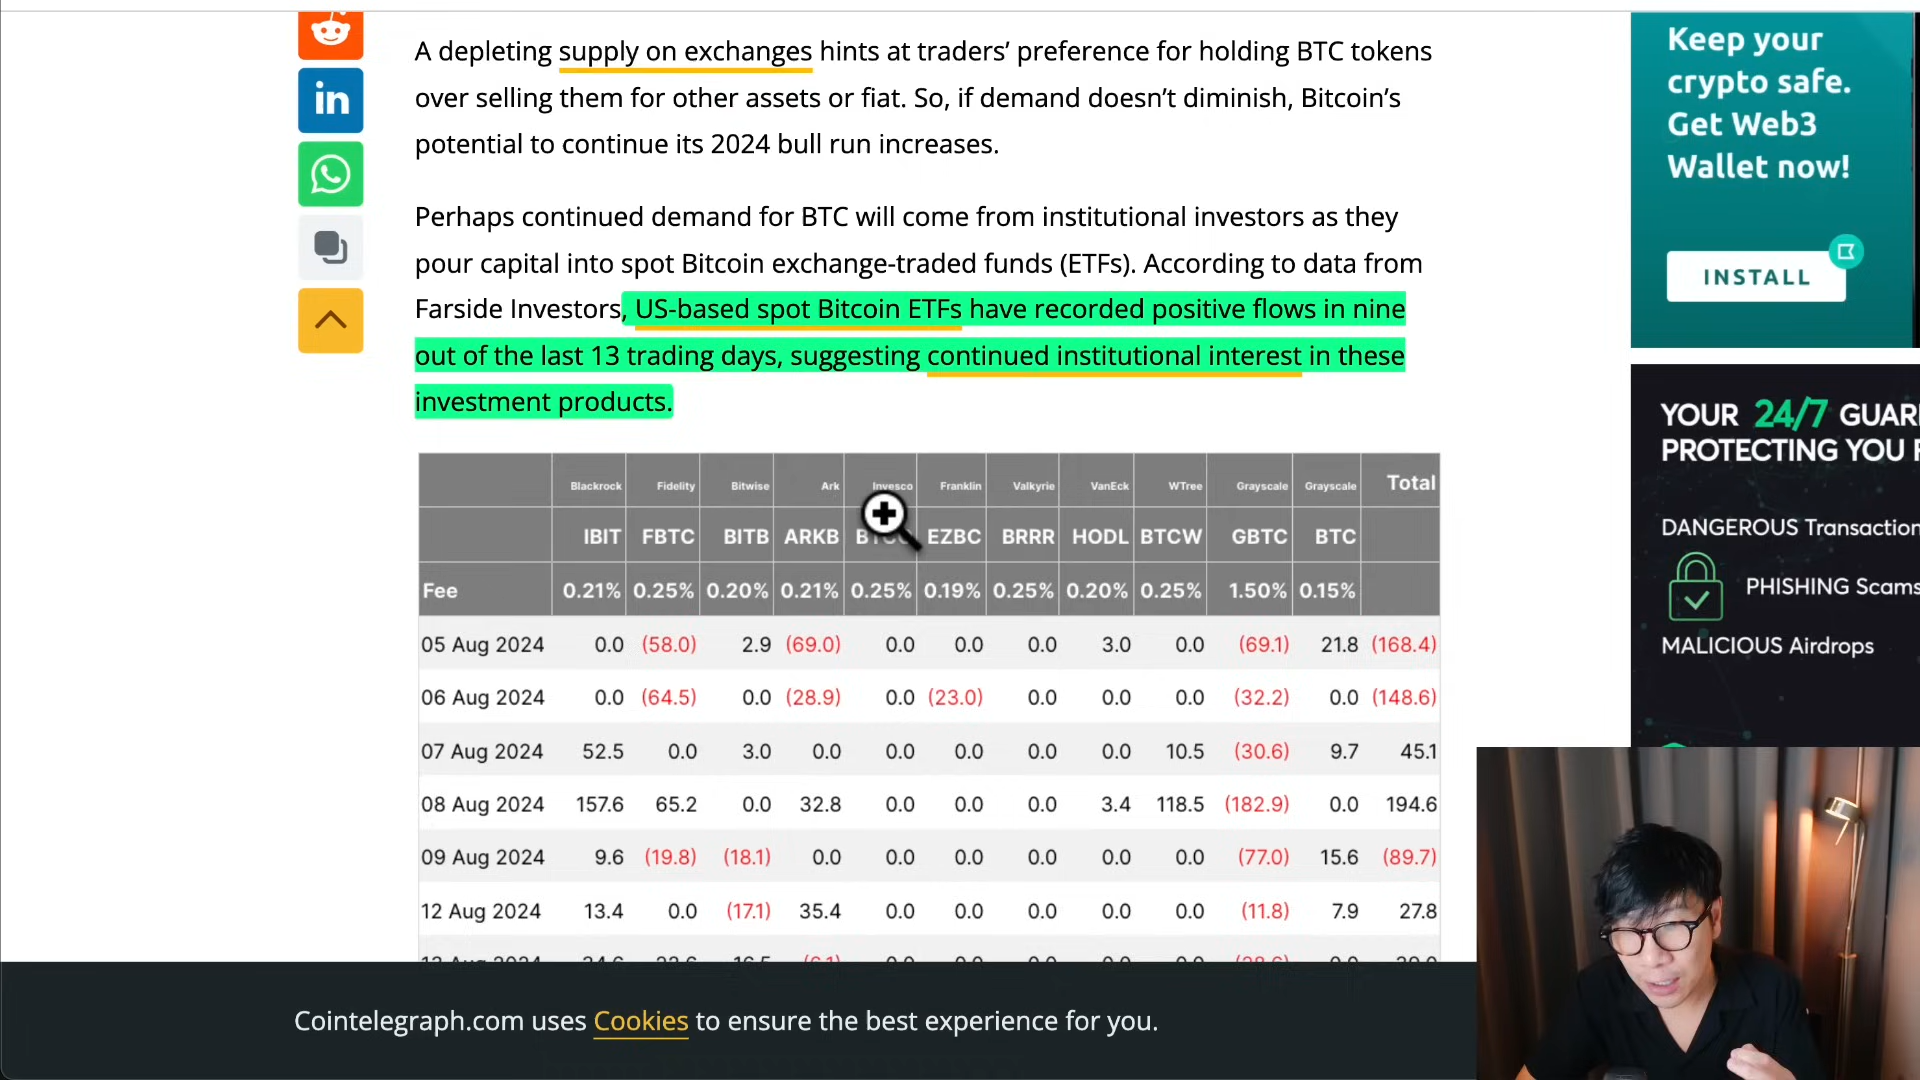 A depleting supply on exchanges hints at traders’ preference for holding BTC tokens
over selling them for other assets or fiat. So, if demand doesn’t diminish, Bitcoin’s
potential to continue its 2024 bull run increases.
Perhaps continued demand for BTC will come from institutional investors as they
pour capital into spot Bitcoin exchange-traded funds (ETFs). According to data from
Farside Investors, US-based spot Bitcoin ETFs have recorded positive flows in nine
out of the last 13 trading days, suggesting continued institutional interest in these
investment products.
Blackrock Fidelity Bitwise Ark Invesco Franklin Valkyrie VanEck WTree Grayscale Grayscale Total
IBIT FBTC BITB ARKB EZBC BRRR HODL BTCW GBTC BTC
Fee 0.21% 0.25% 0.20% 0.21% 0.25% 0.19% 0.25% 0.20% 0.25% 1.50% 0.15%
05 Aug 2024 0.0 (58.0) 2.9 (69.0) 0.0 0.0 0.0 3.0 0.0 (69.1) 21.8 (168.4)
06 Aug 2024 0.0 (64.5) 0.0 (28.9) 0.0 (23.0) 0.0 0.0 0.0 (32.2) 0.0 (148.6)
07 Aug 2024 52.5 0.0 3.0 0.0 0.0 0.0 0.0 0.0 10.5 (30.6) 9.7 45.1
08 Aug 2024 157.6 65.2 0.0 32.8 0.0 0.0 0.0 3.4 118.5 (182.9) 0.0 194.6
09 Aug 2024 9.6 (19.8) (18.1) 0.0 0.0 0.0 0.0 0.0 0.0 (77.0) 15.6 (89.7)
12 Aug 2024 13.4 0.0 (17.1) 35.4 0.0 0.0 0.0 0.0 0.0 (11.8) 7.9 27.8
Cointelegraph.com uses Cookies to ensure the best experience for you.
Keep your
crypto safe.
Get Web3
Wallet now!
INSTALL
YOUR 24/7 GUAR
PROTECTING YOU
DANGEROUS Transaction
PHISHING Scams
MALICIOUS Airdrops
in